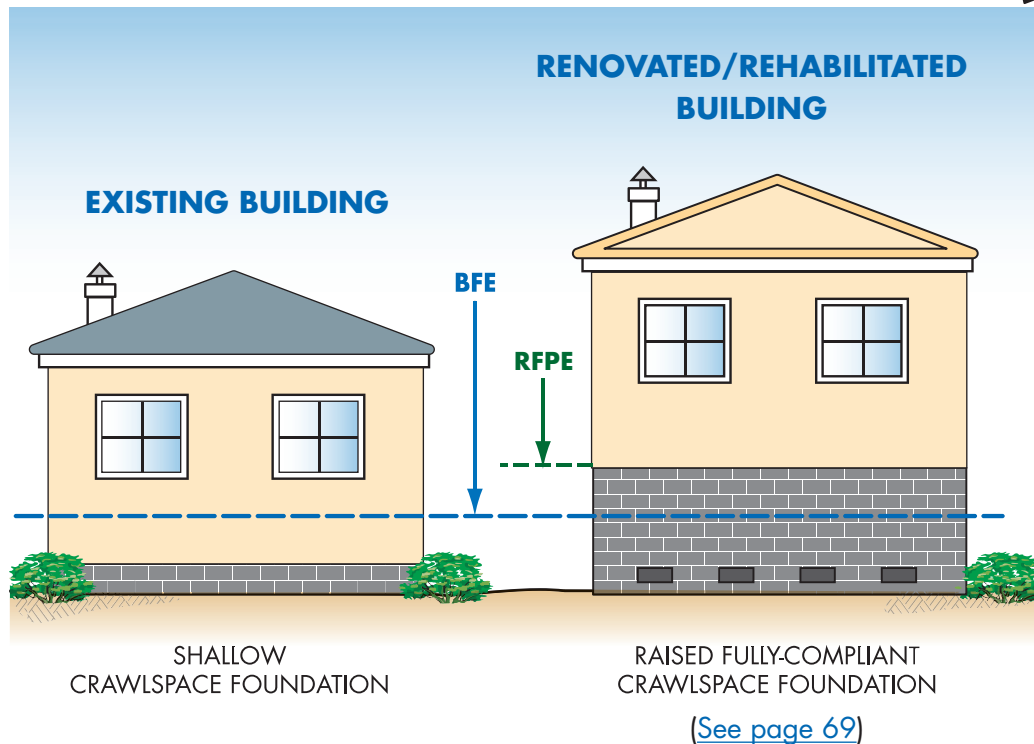 RENOVATED/REHABILITATED
BUILDING
EXISTING BUILDING
BFE
RFPE
SHALLOW
CRAWLSPACE FOUNDATION
RAISED FULLY-COMPLIANT
CRAWLSPACE FOUNDATION
(See page 69)